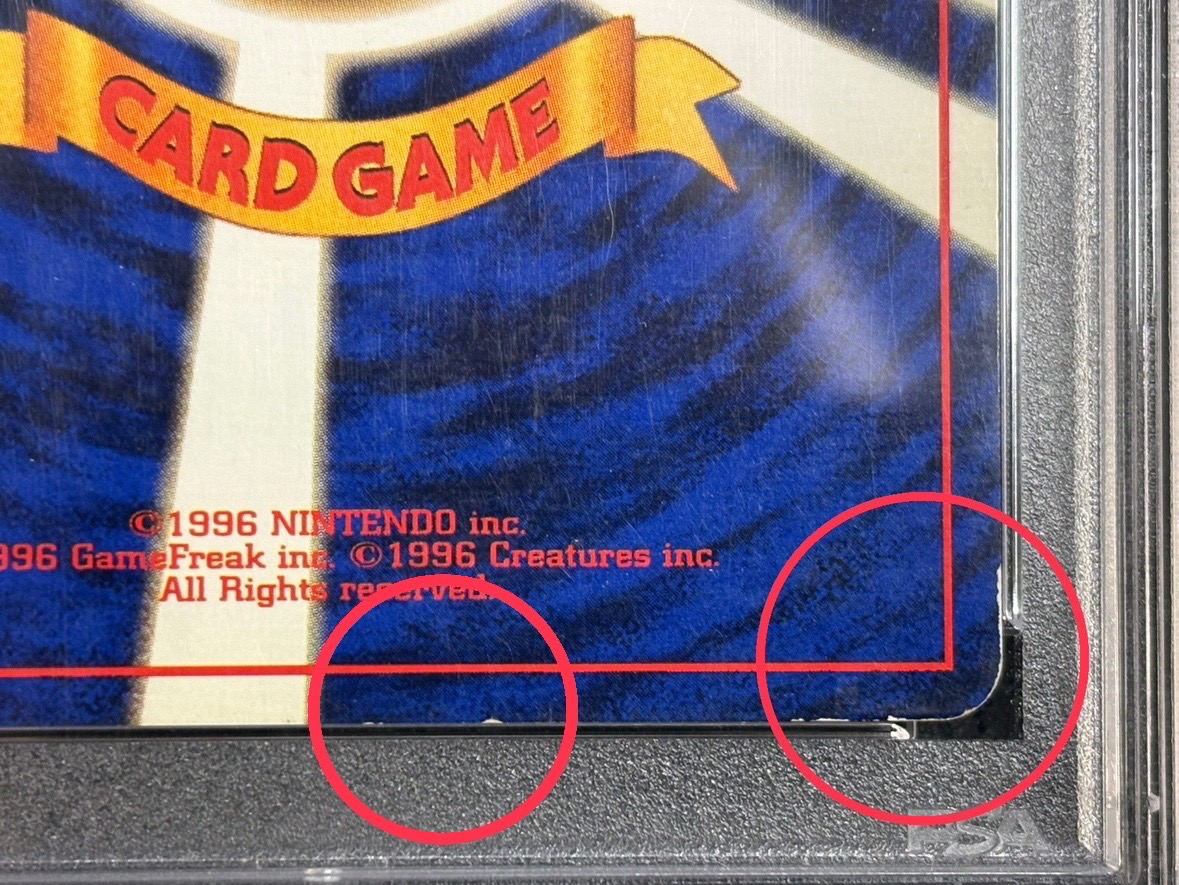 CARD GAME
©1996 NINTENDO inc.
996 GameFreak inc. ©1996 Creatures inc.
All Rights reserved.
PSA